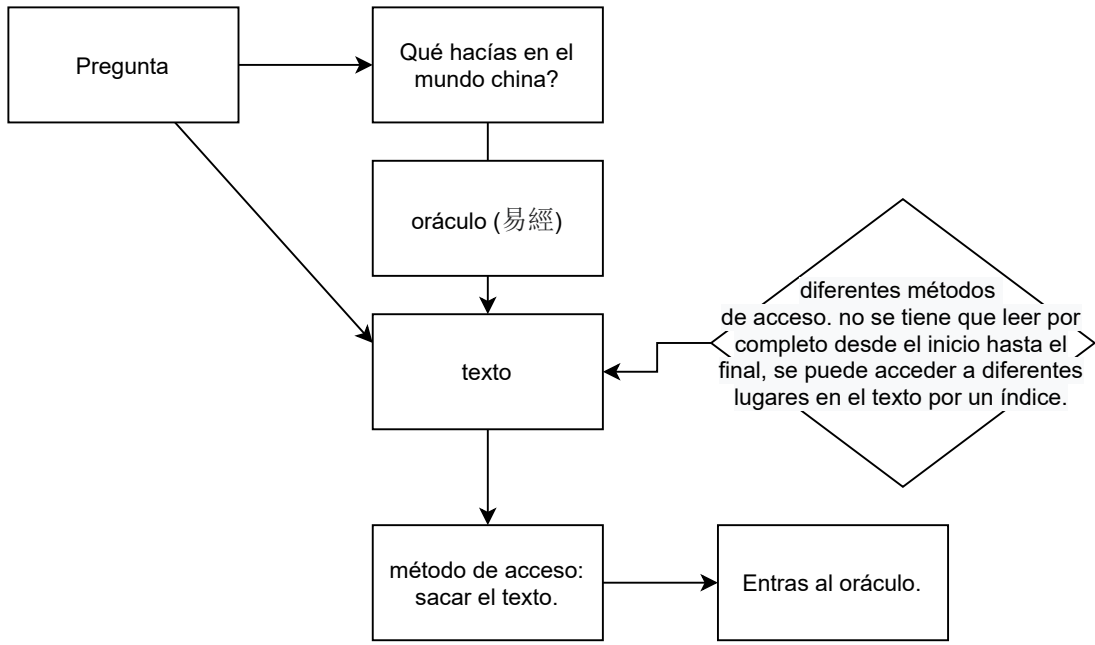 Pregunta
Qué hacías en el
mundo china?
oráculo (易經)
diferentes métodos
de acceso. no se tiene que leer por
completo desde el inicio hasta el
final, se puede acceder a diferentes
lugares en el texto por un índice.
texto
método de acceso:
sacar el texto.
Entras al oráculo.